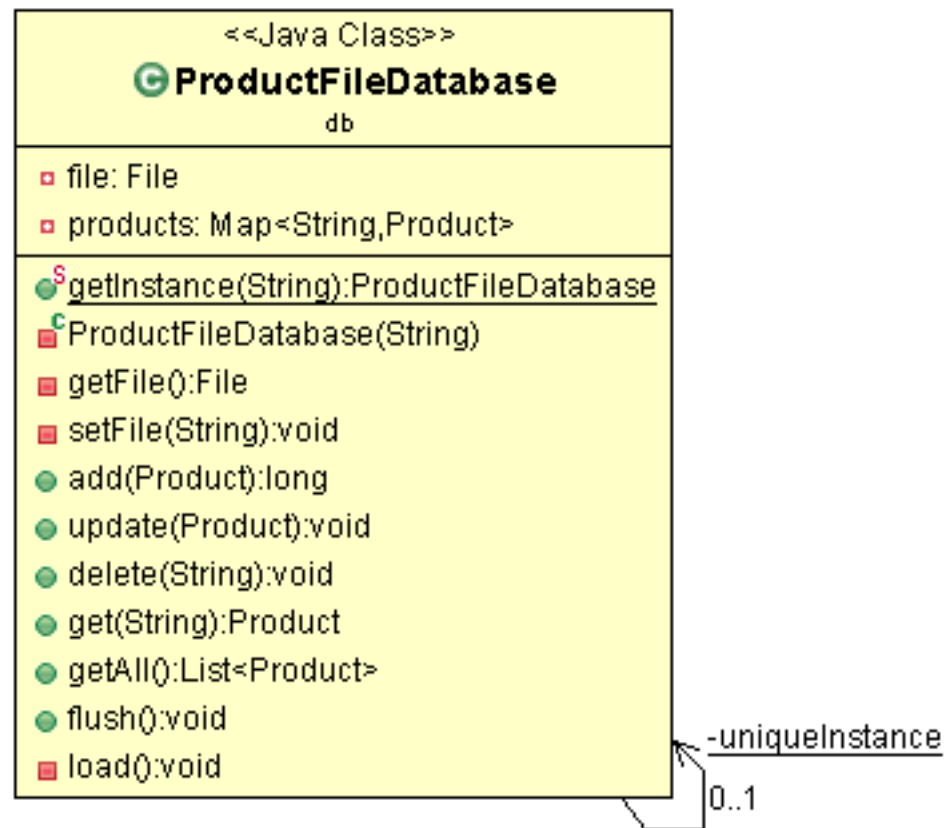 <<Java Class>>
ProductFileDatabase
db
file: File
products: Map<String,Product>
getInstance(String):ProductFileDatabase
ProductFileDatabase(String)
getFile():File
setFile(String):void
add(Product):long
update(Product):void
delete(String):void
get(String):Product
getAll():List<Product>
flush():void
load():void
-uniqueInstance
0..1